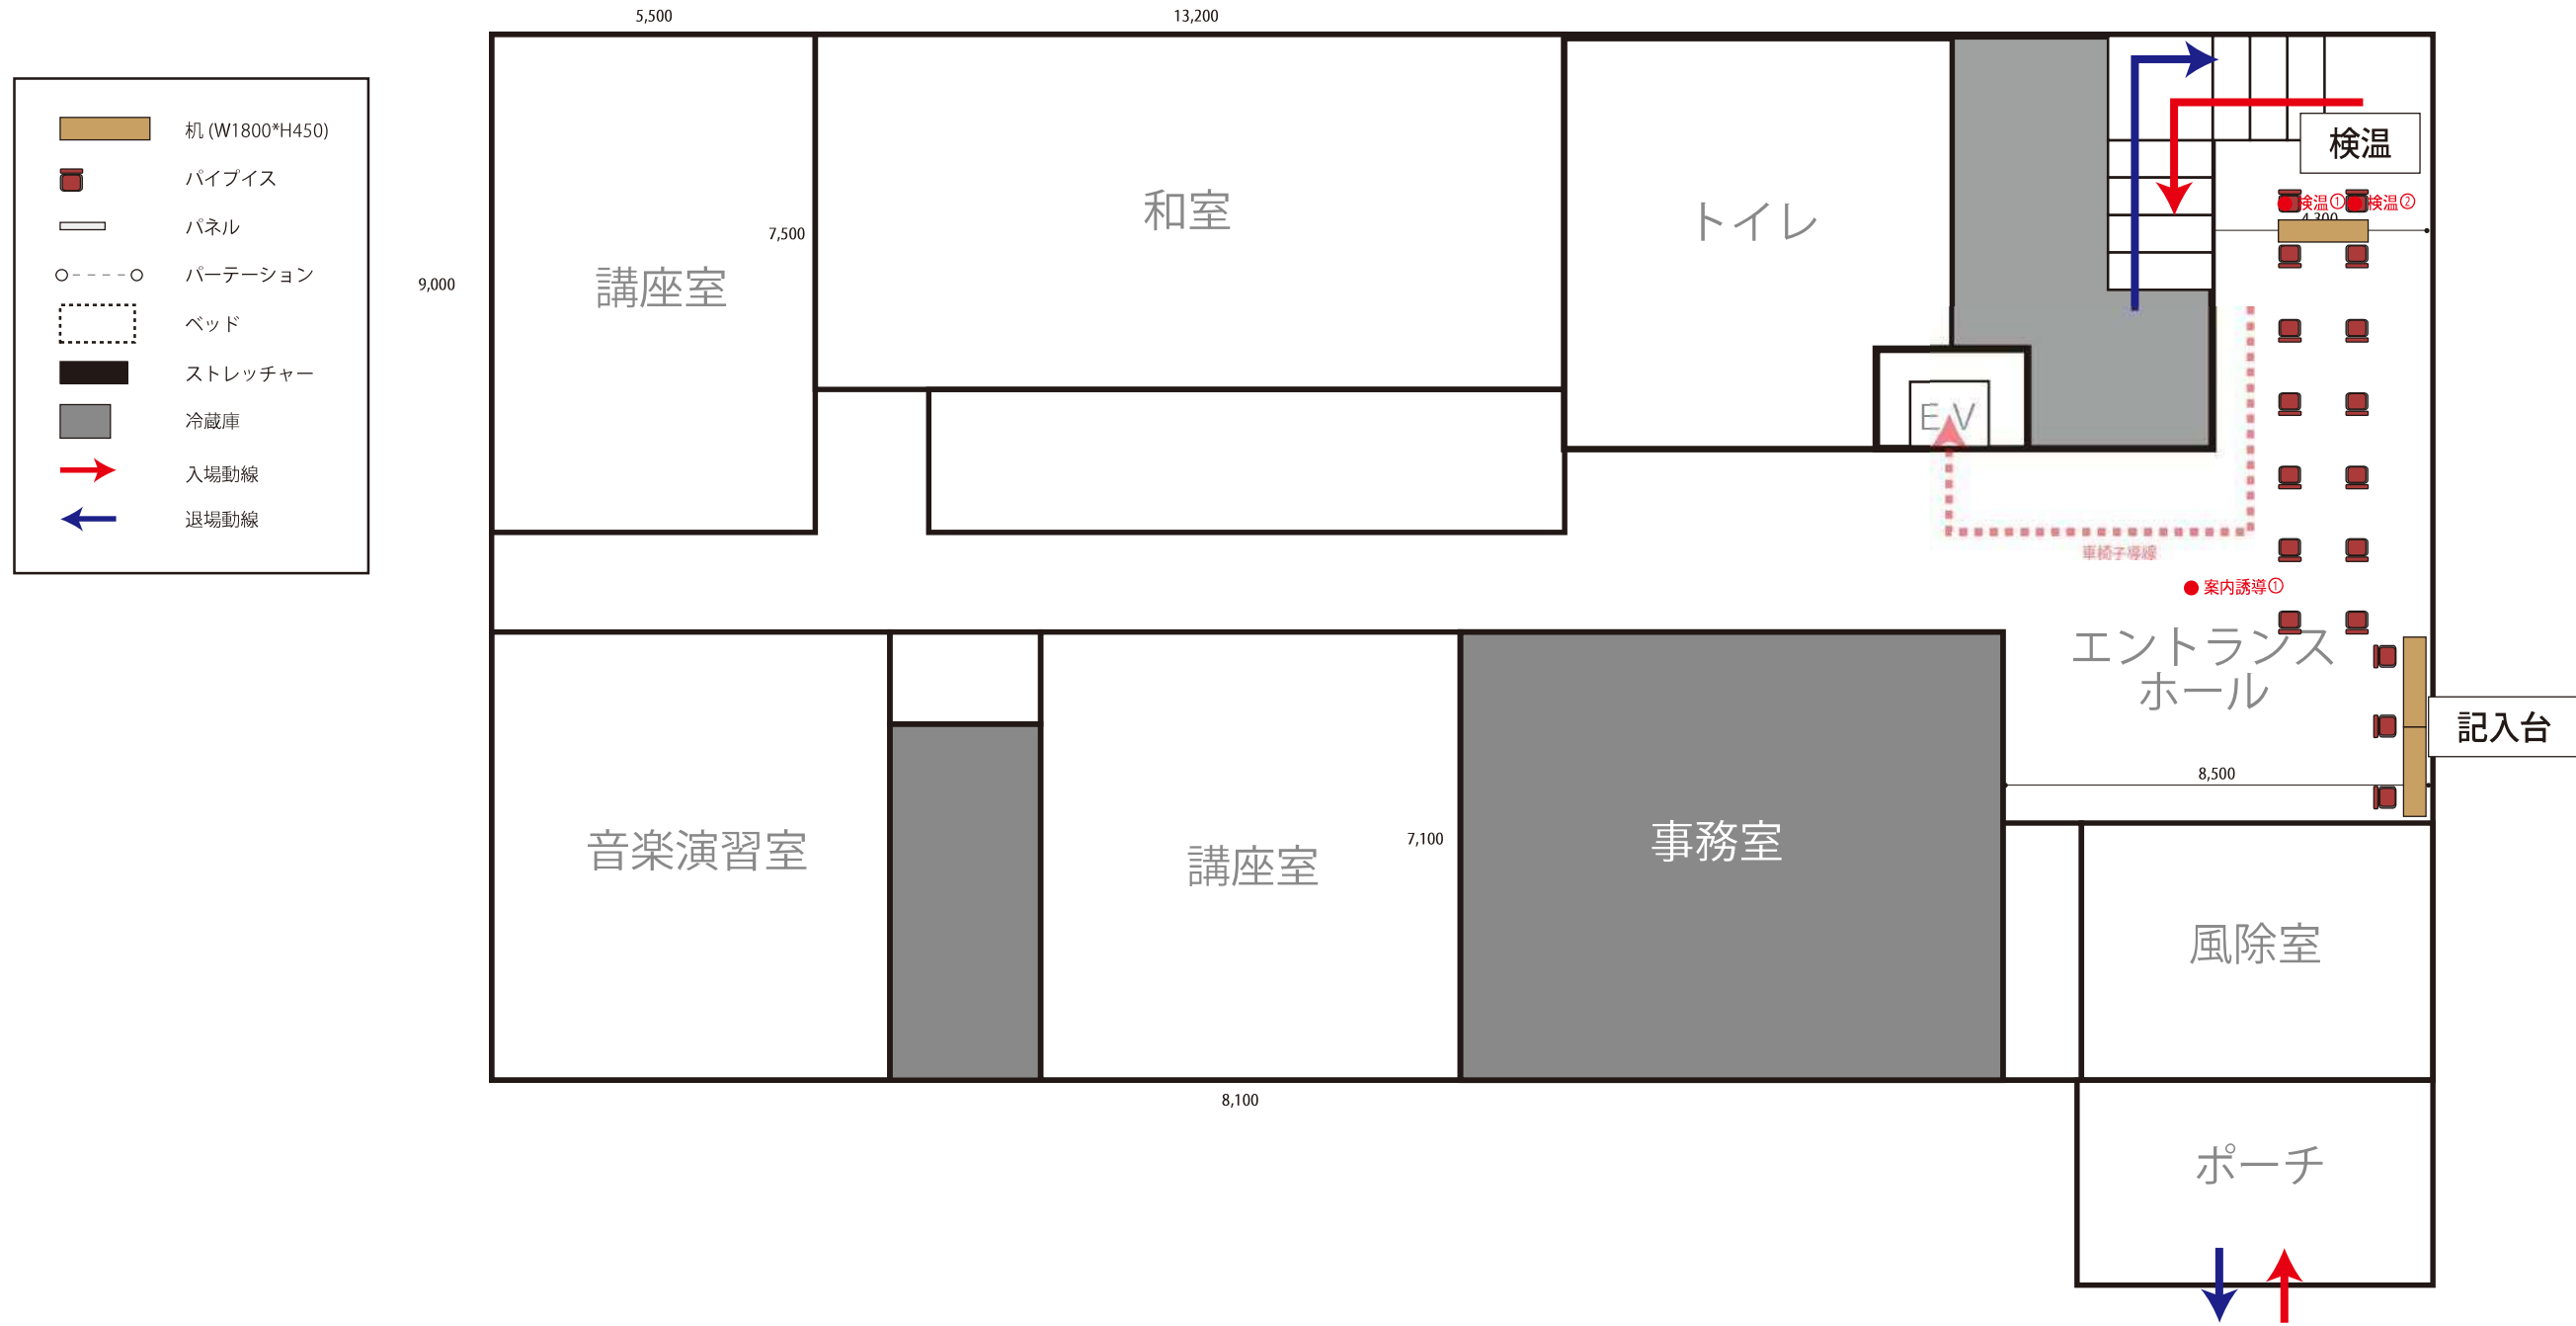 5,500
13,200
机 (W1800*H450)
パイプイス
パネル
パーテーション
ベッド
ストレッチャー
冷蔵庫
入場動線
退場動線
9,000
7,500
講座室
和室
トイレ
検温
検温①
検温②
4,300
EV
車椅子導線
案内誘導①
エントランス
ホール
記入台
8,500
音楽演習室
講座室
7,100
事務室
風除室
8,100
ポーチ